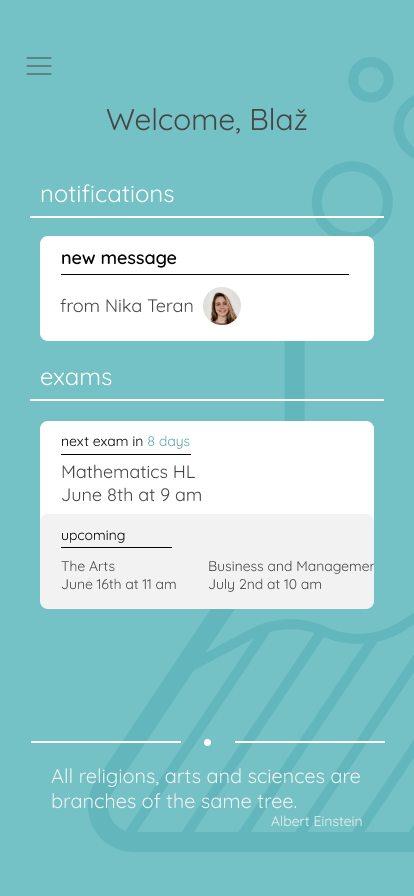 Welcome, Blaž
notifications
new message
from Nika Teran
exams
next exam in 8 days
Mathematics HL
June 8th at 9 am
upcoming
The Arts
June 16th at 11 am
Business and Managemen
July 2nd at 10 am
All religions, arts and sciences are
branches of the same tree.
Albert Einstein